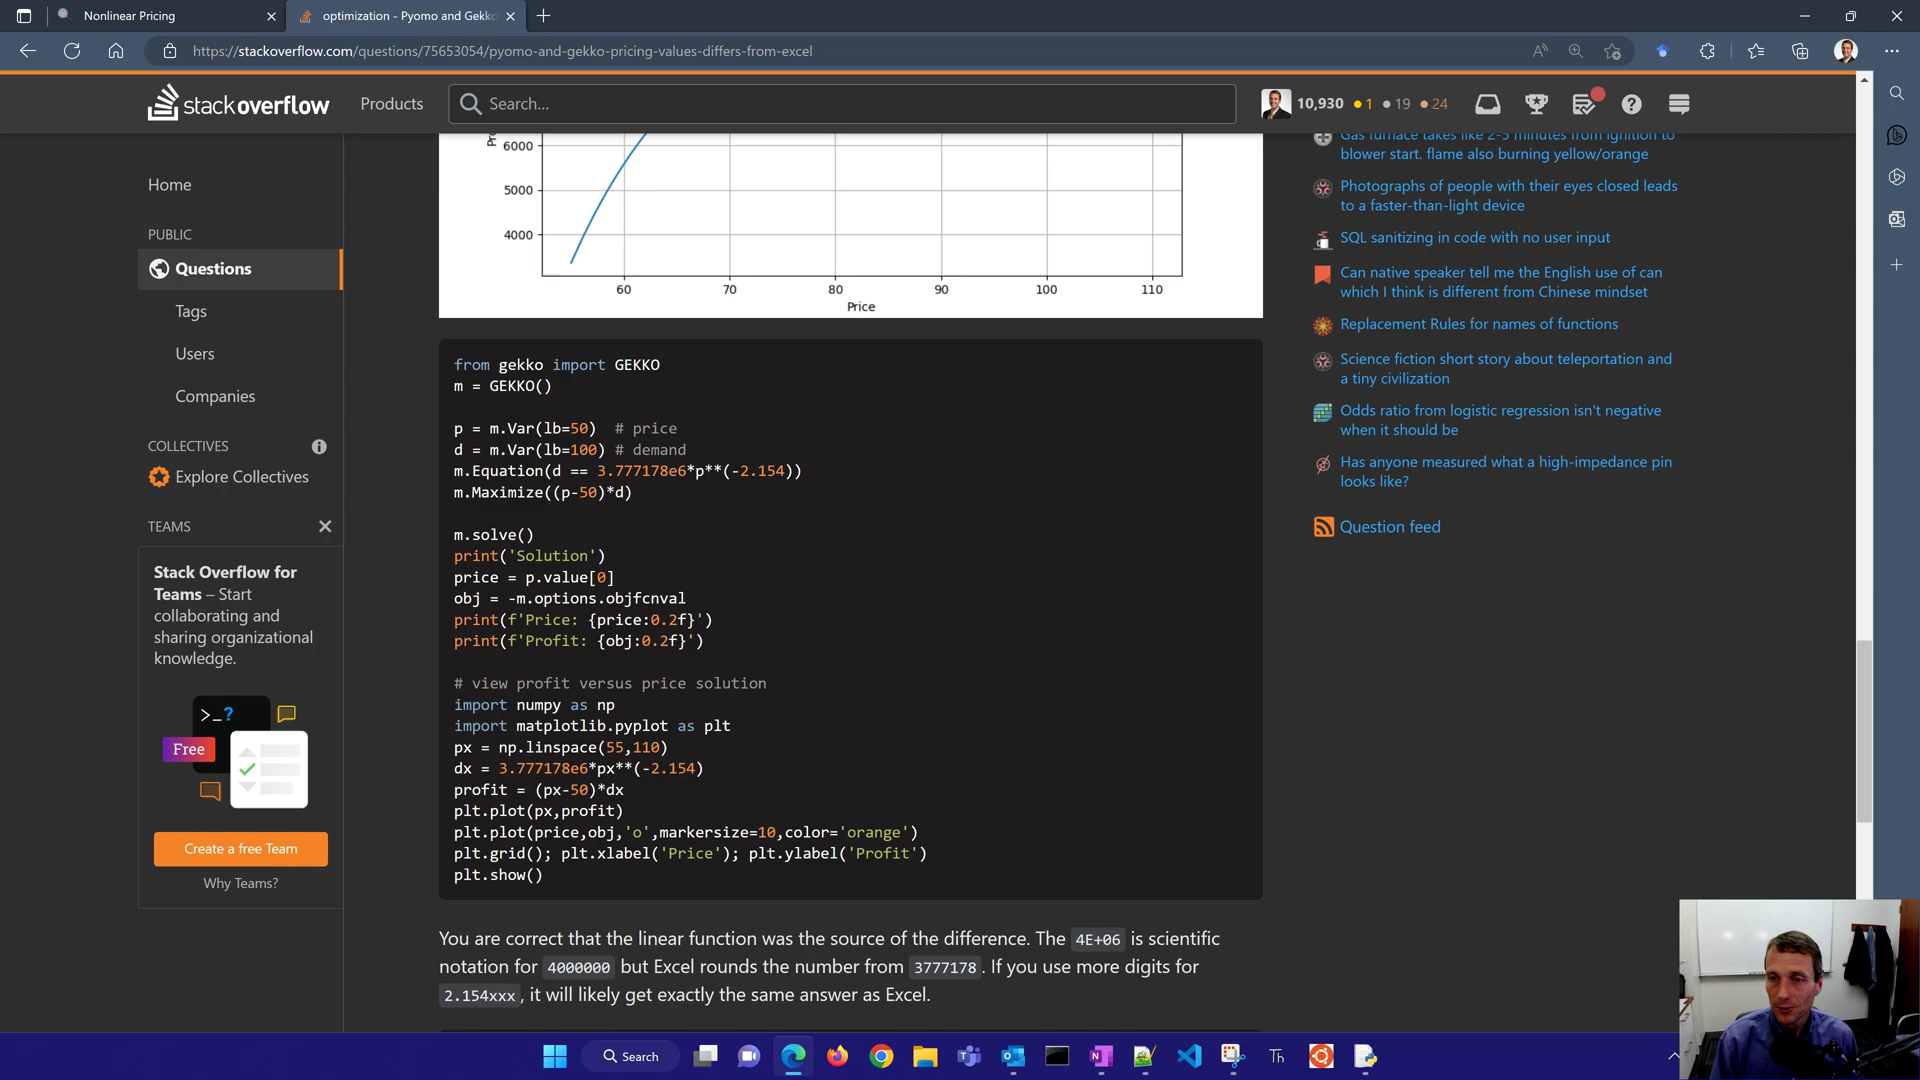 Nonlinear Pricing
optimization - Pyomo and Gekko
https://stackoverflow.com/questions/75653054/pyomo-and-gekko-pricing-values-differs-from-excel
stackoverflow
Products
Search...
10,930 1 19 24
Home
PUBLIC
Questions
Tags
Users
Companies
COLLECTIVES
Explore Collectives
TEAMS
Stack Overflow for
Teams – Start
collaborating and
sharing organizational
knowledge.
>_?
Free
Create a free Team
Why Teams?
6000
5000
4000
60 70 80 90 100 110
Price
from gekko import GEKKO
m = GEKKO()
p = m.Var(lb=50)  # price
d = m.Var(lb=100) # demand
m.Equation(d == 3.777178e6*p**(-2.154))
m.Maximize((p-50)*d)
m.solve()
print('Solution')
price = p.value[0]
obj = -m.options.objfcnval
print(f'Price: {price:0.2f}')
print(f'Profit: {obj:0.2f}')
# view profit versus price solution
import numpy as np
import matplotlib.pyplot as plt
px = np.linspace(55,110)
dx = 3.777178e6*px**(-2.154)
profit = (px-50)*dx
plt.plot(px,profit)
plt.plot(price,obj,'o',markersize=10,color='orange')
plt.grid(); plt.xlabel('Price'); plt.ylabel('Profit')
plt.show()
You are correct that the linear function was the source of the difference. The 4E+06 is scientific
notation for 4000000 but Excel rounds the number from 3777178. If you use more digits for
2.154xxx, it will likely get exactly the same answer as Excel.
Gas furnace takes like 2-5 minutes from ignition to
blower start. flame also burning yellow/orange
Photographs of people with their eyes closed leads
to a faster-than-light device
SQL sanitizing in code with no user input
Can native speaker tell me the English use of can
which I think is different from Chinese mindset
Replacement Rules for names of functions
Science fiction short story about teleportation and
a tiny civilization
Odds ratio from logistic regression isn't negative
when it should be
Has anyone measured what a high-impedance pin
looks like?
Question feed
Search
Th